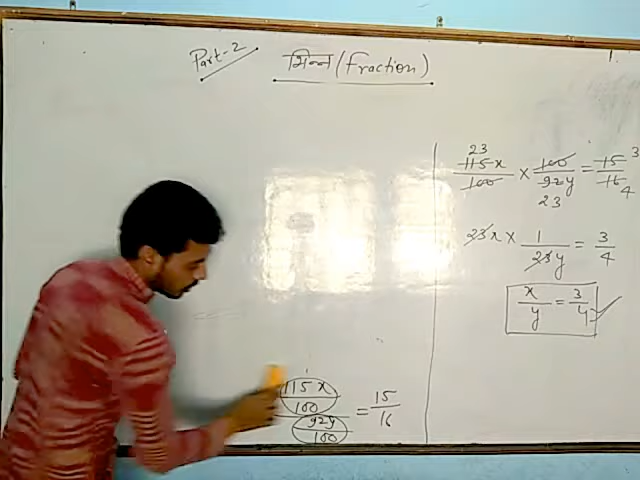 Part-2
भिन्न (Fraction)
1.
115x/100 / 92y/100 = 15/16
23 3
115x/100 × 100/92y = 15/16
23 4
23x × 1/23y = 3/4
x/y = 3/4